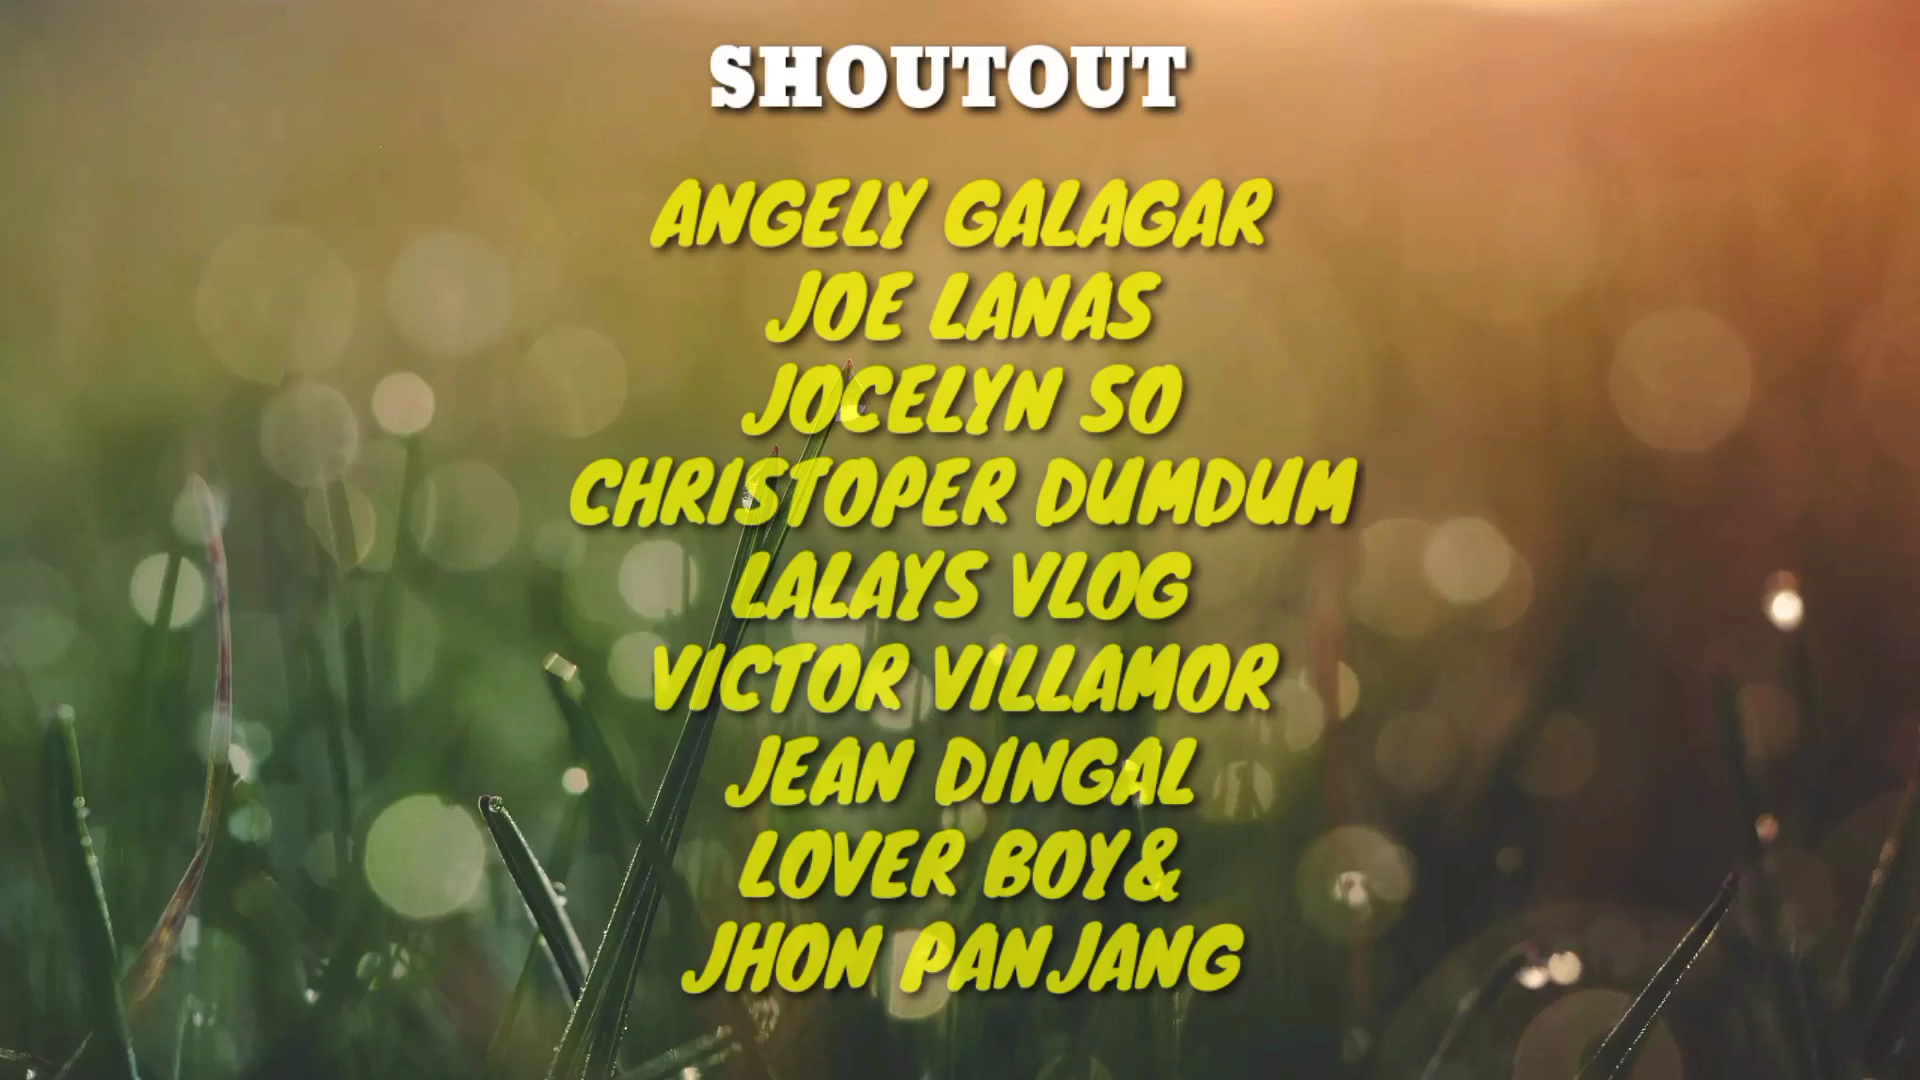 SHOUTOUT
ANGELY GALAGAR
JOE LANAS
JOCELYN SO
CHRISTOPER DUMDUM
LALAYS VLOG
VICTOR VILLAMOR
JEAN DINGAL
LOVER BOY&
JHON PANJANG